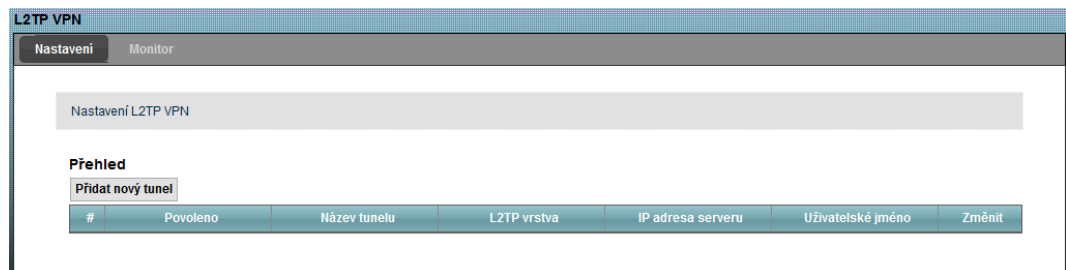 L2TP VPN
Nastavení Monitor
Nastavení L2TP VPN
Přehled
Přidat nový tunel
# Povoleno Název tunelu L2TP vrstva IP adresa serveru Uživatelské jméno Změnit